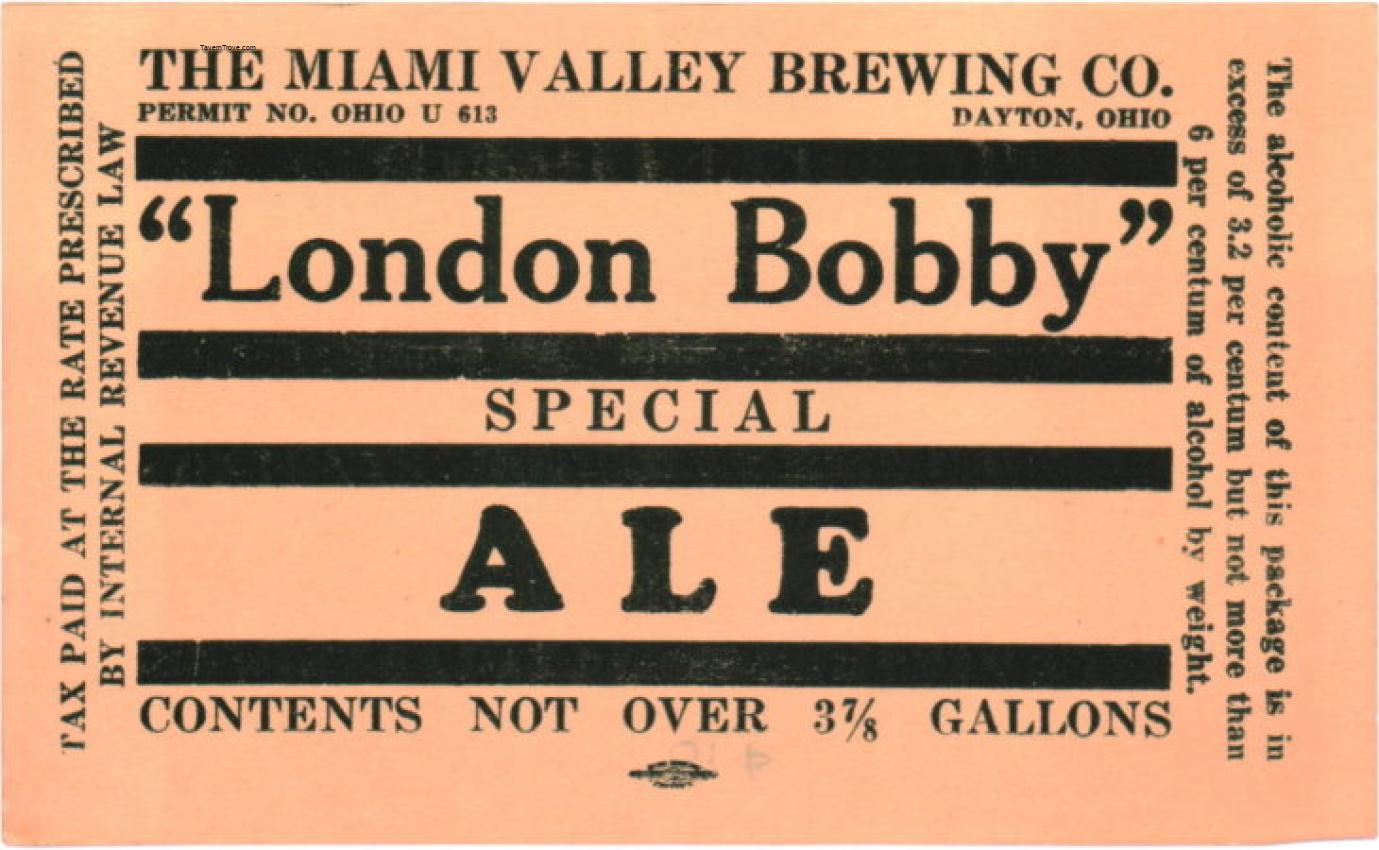 TavernTrove.com
THE MIAMI VALLEY BREWING CO.
PERMIT NO. OHIO U 613 DAYTON, OHIO
“London Bobby”
SPECIAL
ALE
CONTENTS NOT OVER 3⅞ GALLONS
TAX PAID AT THE RATE PRESCRIBED
BY INTERNAL REVENUE LAW
The alcoholic content of this package is in
excess of 3.2 per centum but not more than
6 per centum of alcohol by weight.